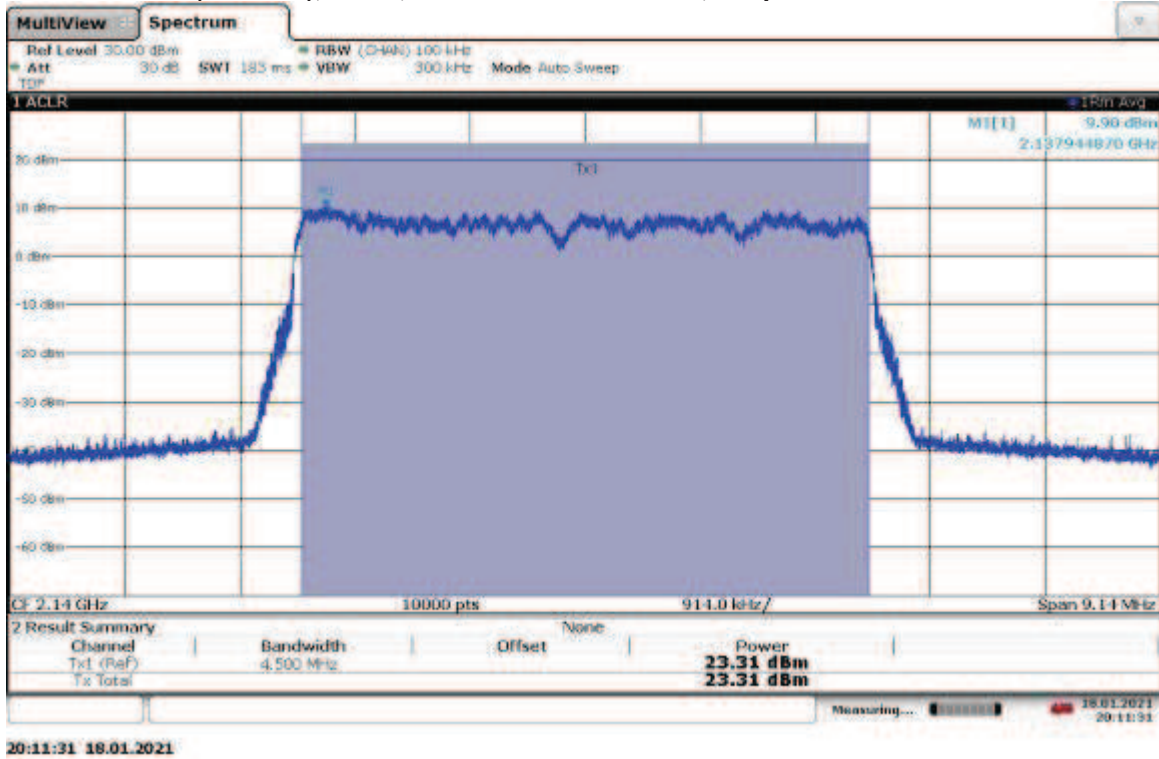 MultiView Spectrum
Ref Level 30.00 dBm RBW (CHAN) 100 kHz
Att 30 dB SWT 183 ms VBW 300 kHz Mode Auto Sweep
TDF
1 ACLR 1Rm Avg
M1[1] 9.90 dBm
2.137944870 GHz
20 dBm
Tx1
M1
10 dBm
0 dBm
-10 dBm
-20 dBm
-30 dBm
-50 dBm
-60 dBm
CF 2.14 GHz 10000 pts 914.0 kHz/ Span 9.14 MHz
2 Result Summary None
Channel Bandwidth Offset Power
Tx1 (Ref) 4.500 MHz 23.31 dBm
Tx Total 23.31 dBm
Measuring... 18.01.2021
20:11:31
20:11:31 18.01.2021